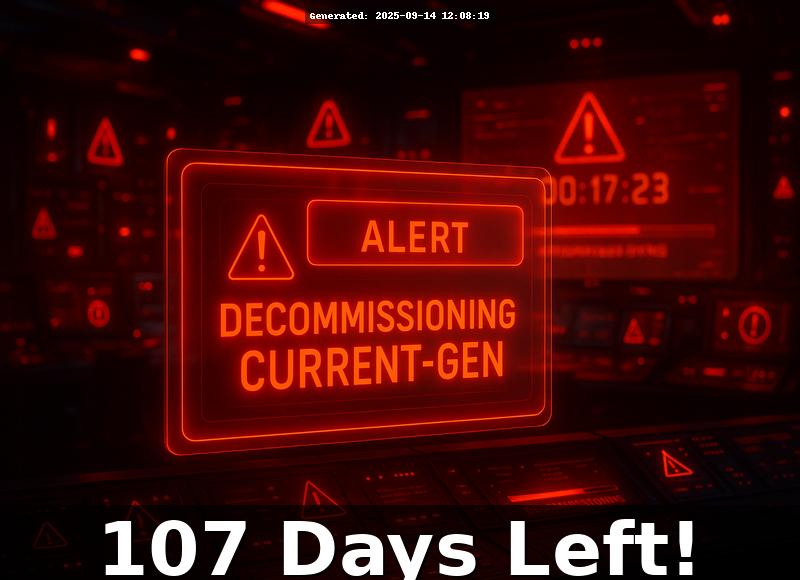 Generated: 2025-09-14 12:08:19
00:17:23
ALERT
DECOMMISSIONING
CURRENT-GEN
107 Days Left!